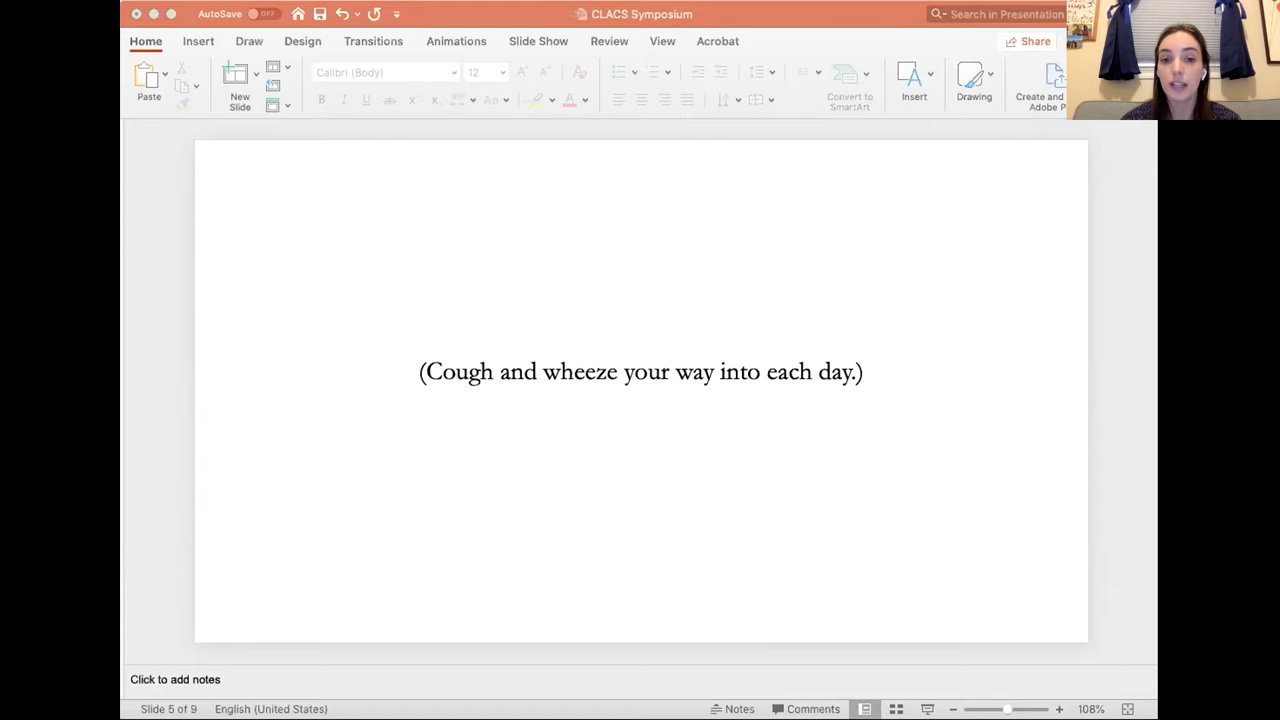 AutoSave OFF
CLACS Symposium
Search in Presentation
Home Insert Draw Design Transitions Animations Slide Show Review View Acrobat
Share
Calibri (Body) 12
Paste
New
Slide
Convert to
SmartArt
Insert
Drawing
Create and
Adobe P
(Cough and wheeze your way into each day.)
Click to add notes
Slide 5 of 9 English (United States) Notes Comments 108%